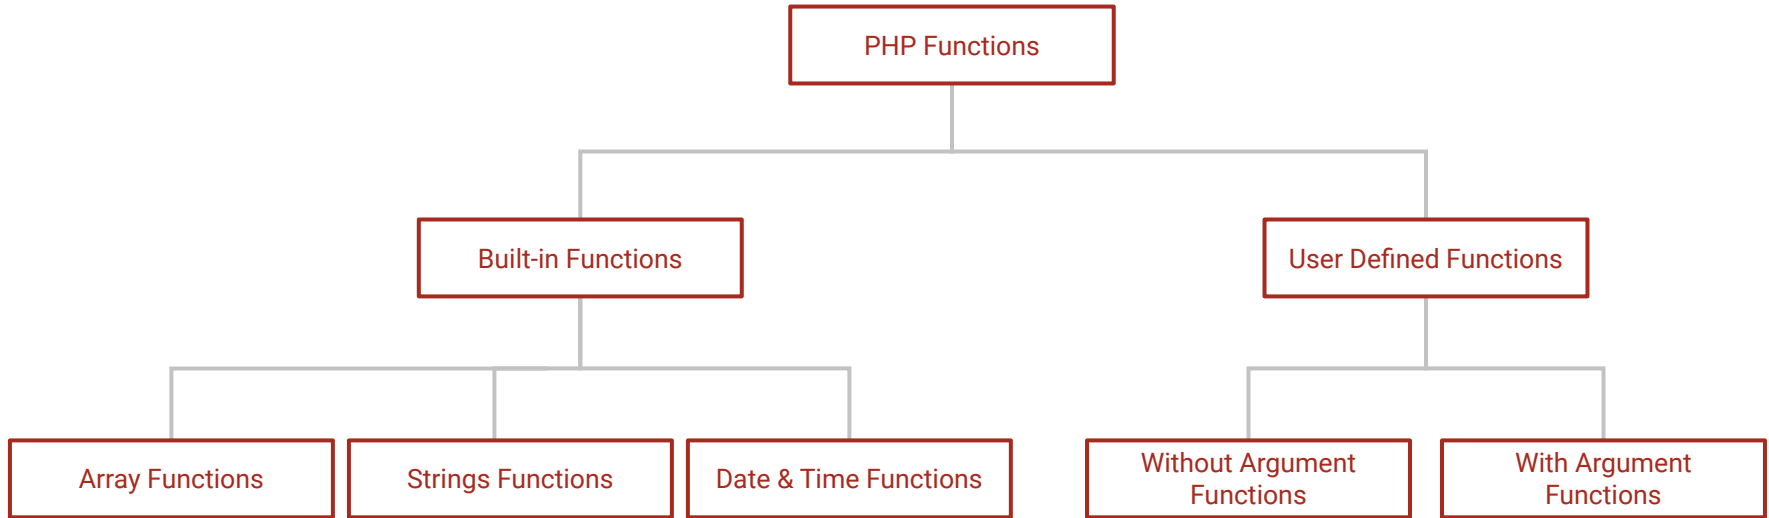 PHP Functions
Built-in Functions
User Defined Functions
Array Functions
Strings Functions
Date & Time Functions
Without Argument
Functions
With Argument
Functions